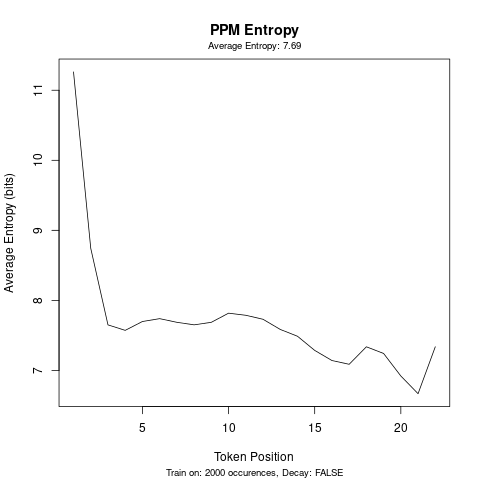 PPM Entropy
Average Entropy: 7.69
Average Entropy (bits)
11
10
9
8
7
5
10
15
20
Token Position
Train on: 2000 occurences, Decay: FALSE